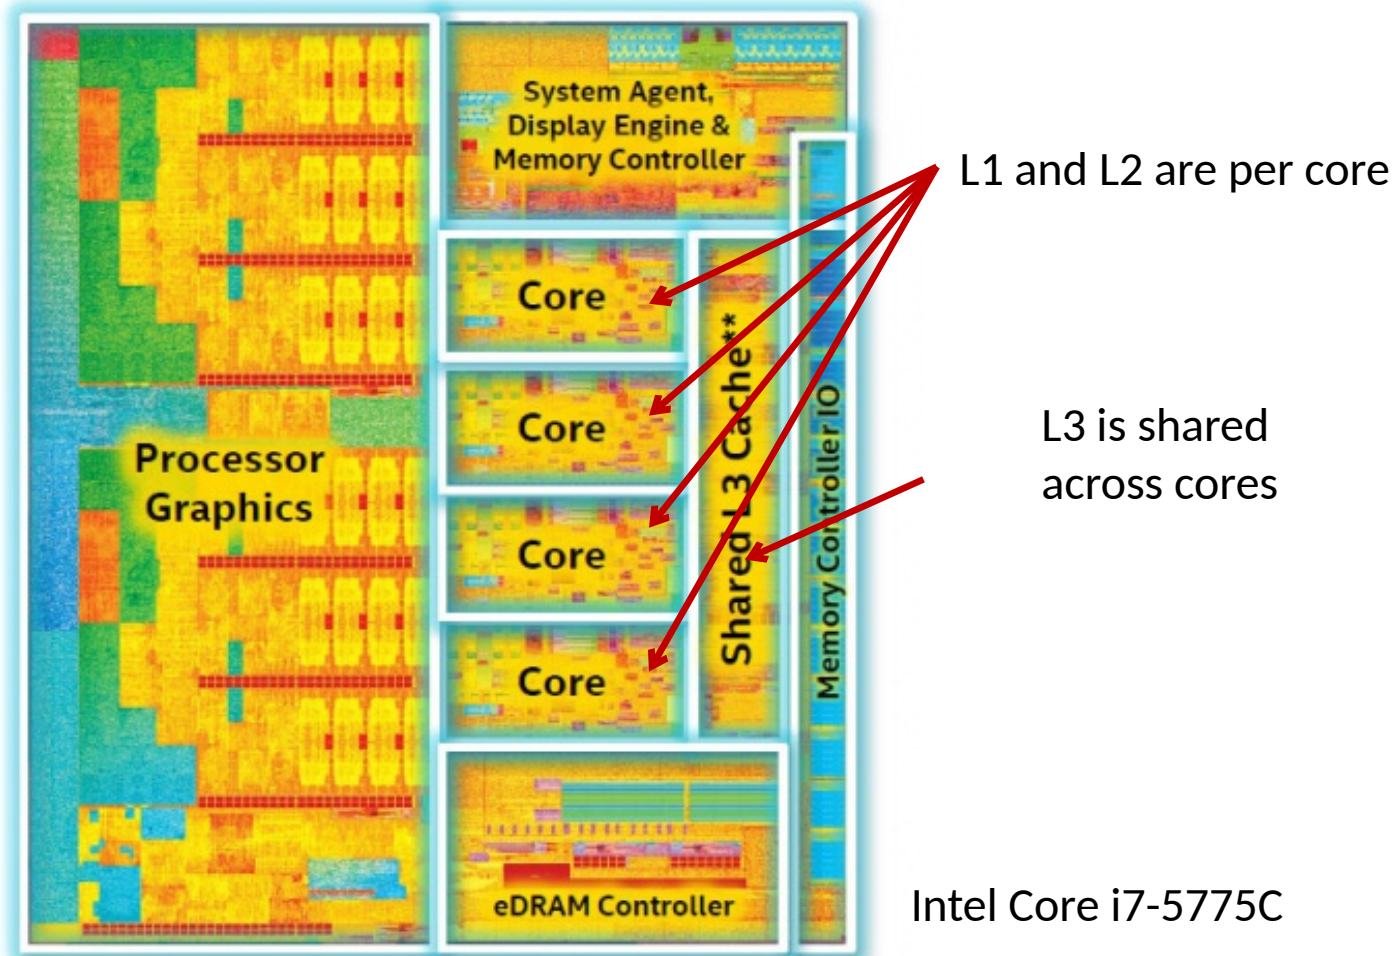 System Agent,
Display Engine &
Memory Controller
L1 and L2 are per core
Core
Core
Core
Core
Shared L3 Cache**
Memory Controller IO
L3 is shared
across cores
Processor
Graphics
eDRAM Controller
Intel Core i7-5775C